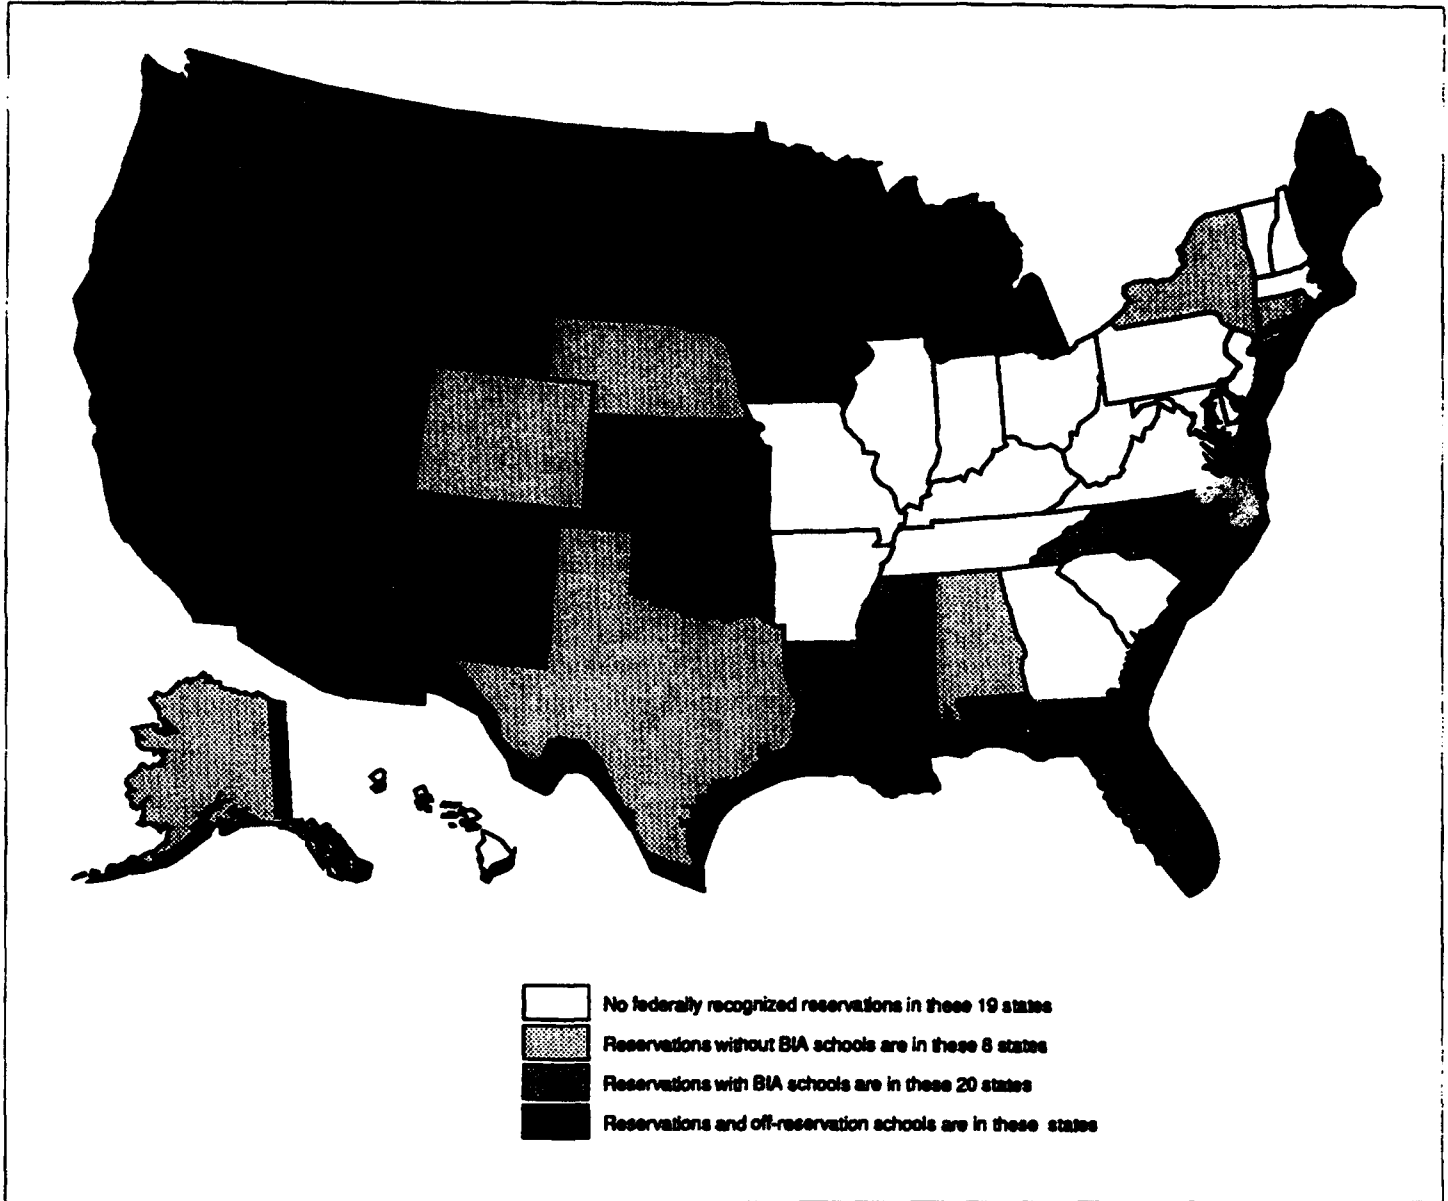 No federally recognized reservations in these 19 states
Reservations without BIA schools are in these 8 states
Reservations with BIA schools are in these 20 states
Reservations and off-reservation schools are in these states